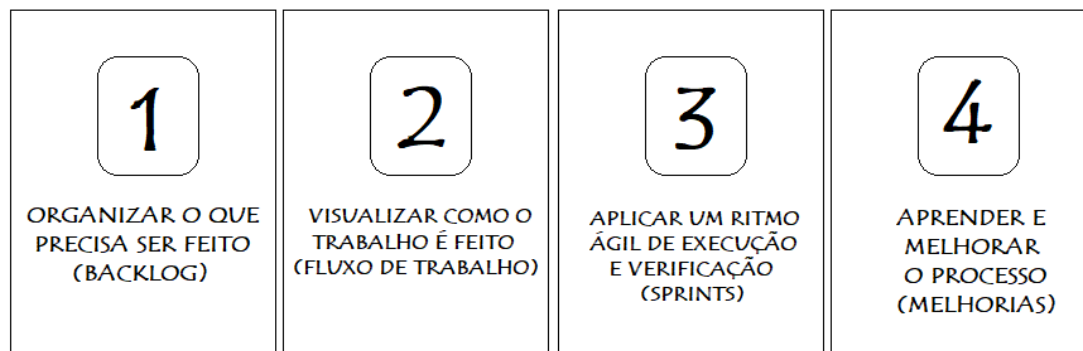 1
ORGANIZAR O QUE
PRECISA SER FEITO
(BACKLOG)
2
VISUALIZAR COMO O
TRABALHO É FEITO
(FLUXO DE TRABALHO)
3
APLICAR UM RITMO
ÁGIL DE EXECUÇÃO
E VERIFICAÇÃO
(SPRINTS)
4
APRENDER E
MELHORAR
O PROCESSO
(MELHORIAS)